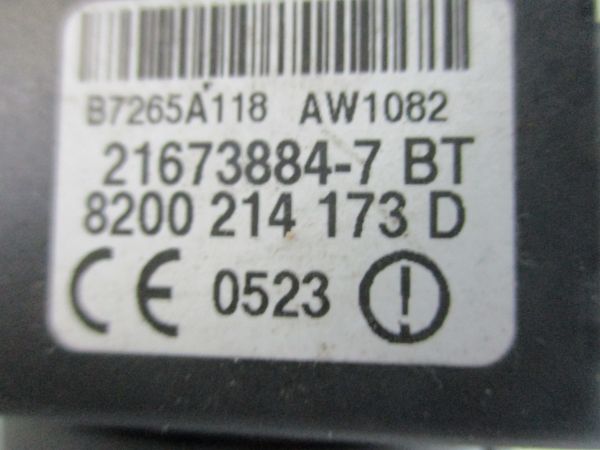 B7265A118 AW1082
21673884-7 BT
8200 214 173 D
CE 0523 !